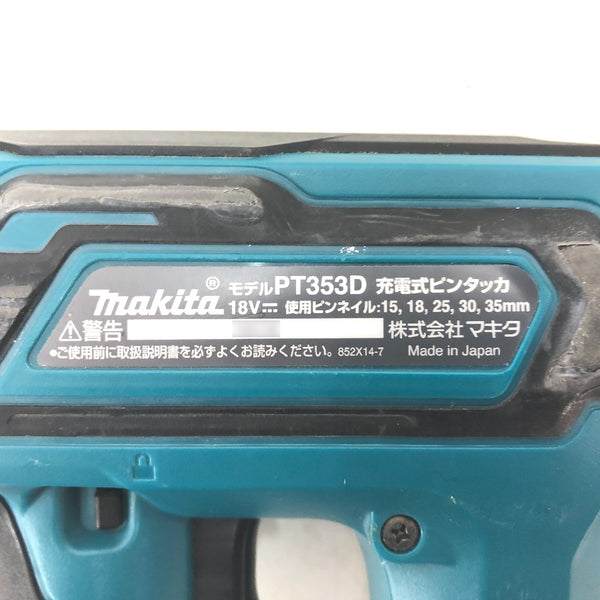 makita® モデルPT353D 充電式ピンタッカ
18V⎓ 使用ピンネイル:15, 18, 25, 30, 35mm
⚠警告 株式会社マキタ
●ご使用前に取扱説明書を必ずよくお読みください。 852X14-7 Made in Japan